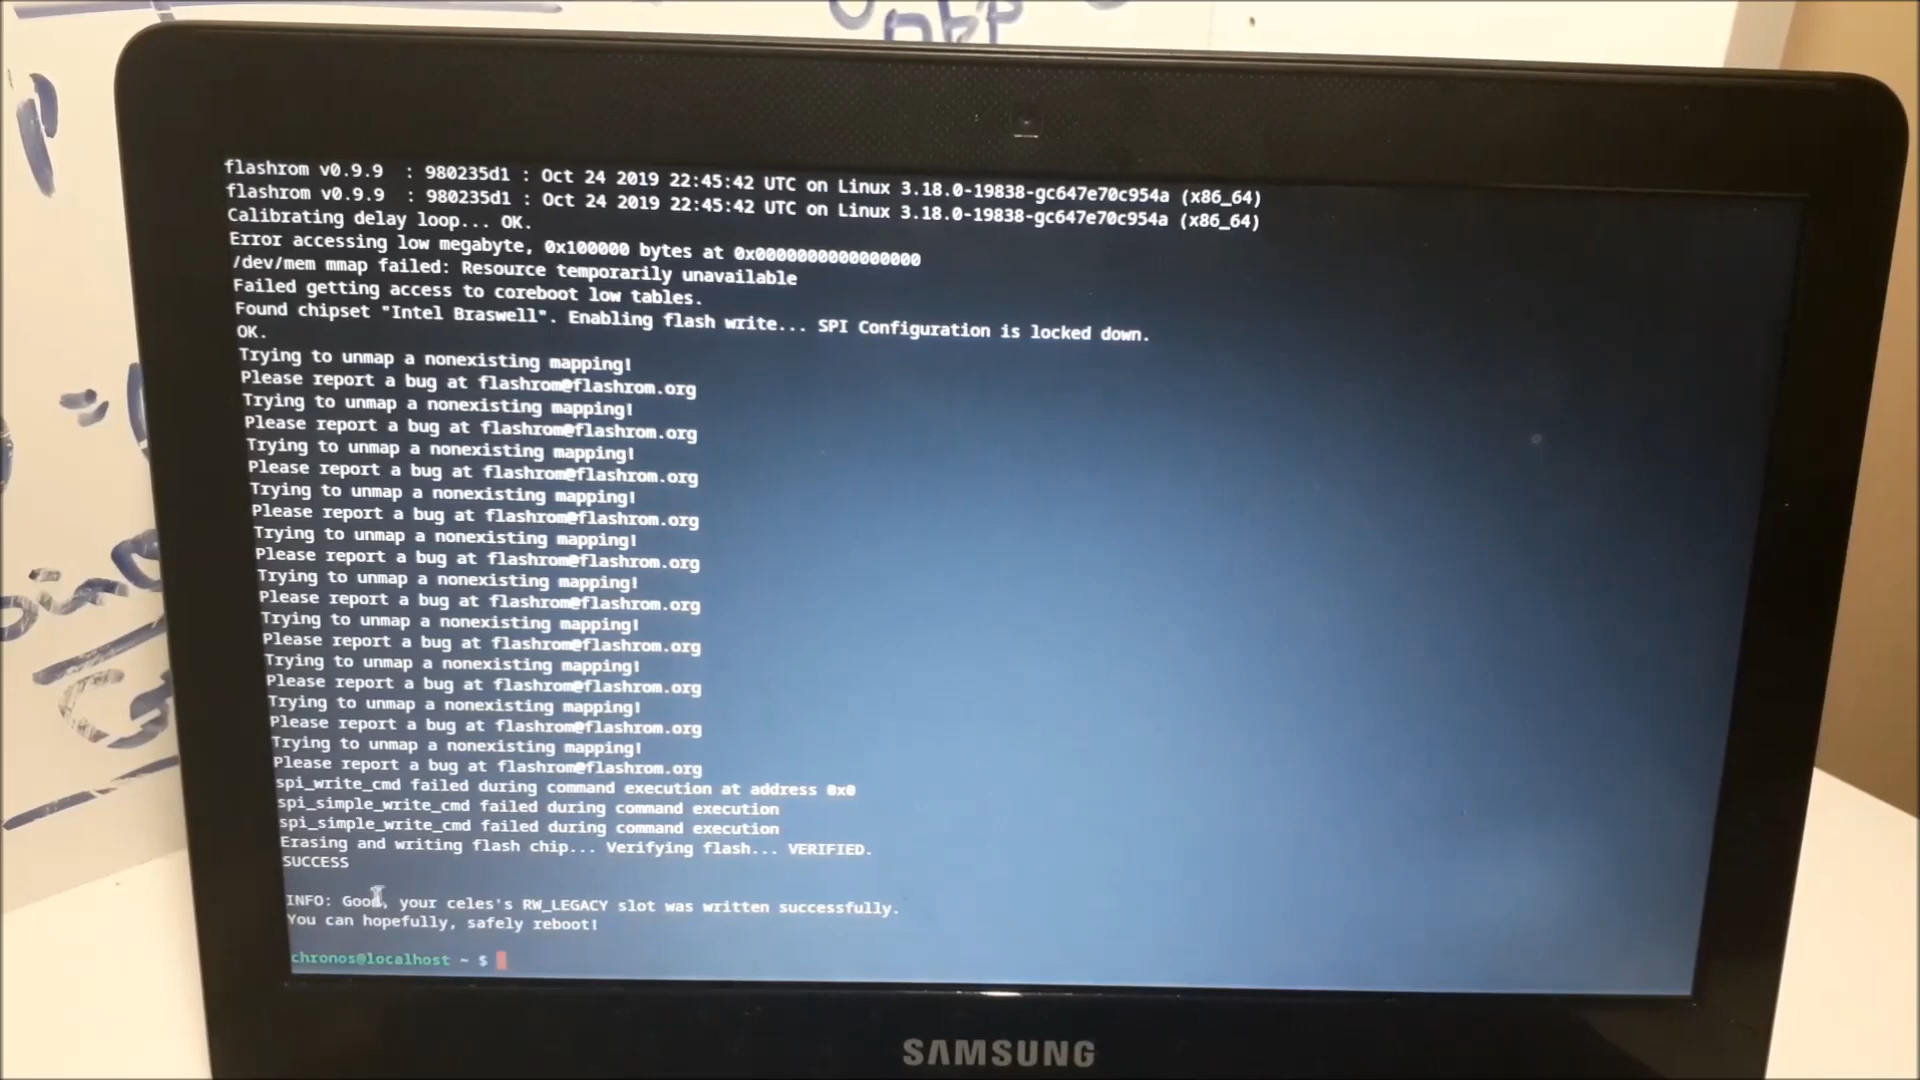 flashrom v0.9.9  : 980235d1 : Oct 24 2019 22:45:42 UTC on Linux 3.18.0-19838-gc647e70c954a (x86_64)
flashrom v0.9.9  : 980235d1 : Oct 24 2019 22:45:42 UTC on Linux 3.18.0-19838-gc647e70c954a (x86_64)
Calibrating delay loop... OK.
Error accessing low megabyte, 0x100000 bytes at 0x0000000000000000
/dev/mem mmap failed: Resource temporarily unavailable
Failed getting access to coreboot low tables.
Found chipset "Intel Braswell". Enabling flash write... SPI Configuration is locked down.
OK.
Trying to unmap a nonexisting mapping!
Please report a bug at flashrom@flashrom.org
Trying to unmap a nonexisting mapping!
Please report a bug at flashrom@flashrom.org
Trying to unmap a nonexisting mapping!
Please report a bug at flashrom@flashrom.org
Trying to unmap a nonexisting mapping!
Please report a bug at flashrom@flashrom.org
Trying to unmap a nonexisting mapping!
Please report a bug at flashrom@flashrom.org
Trying to unmap a nonexisting mapping!
Please report a bug at flashrom@flashrom.org
Trying to unmap a nonexisting mapping!
Please report a bug at flashrom@flashrom.org
Trying to unmap a nonexisting mapping!
Please report a bug at flashrom@flashrom.org
Trying to unmap a nonexisting mapping!
Please report a bug at flashrom@flashrom.org
Trying to unmap a nonexisting mapping!
Please report a bug at flashrom@flashrom.org
spi_write_cmd failed during command execution at address 0x0
spi_simple_write_cmd failed during command execution
spi_simple_write_cmd failed during command execution
Erasing and writing flash chip... Verifying flash... VERIFIED.
SUCCESS
INFO: Good, your celes's RW_LEGACY slot was written successfully.
You can hopefully, safely reboot!
chronos@localhost ~ $
SAMSUNG